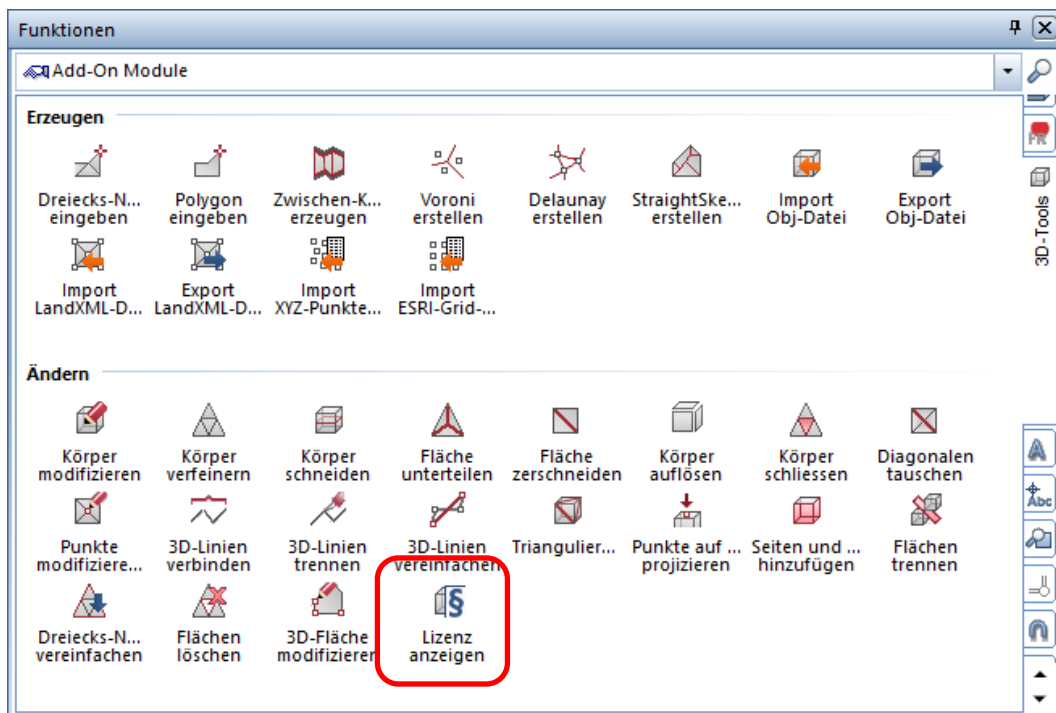 Funktionen
Add-On Module
Erzeugen
Dreiecks-N... Polygon Zwischen-K... Voroni Delaunay StraightSke... Import Export
eingeben eingeben erzeugen erstellen erstellen erstellen Obj-Datei Obj-Datei
Import Export Import Import
LandXML-D... LandXML-D... XYZ-Punkte... ESRI-Grid-...
Ändern
Körper Körper Körper Fläche Fläche Körper Körper Diagonalen
modifizieren verfeinern schneiden unterteilen zerschneiden auflösen schliessen tauschen
Punkte 3D-Linien 3D-Linien 3D-Linien Triangulier... Punkte auf ... Seiten und ... Flächen
modifiziere... verbinden trennen vereinfachen projizieren hinzufügen trennen
Dreiecks-N... Flächen 3D-Fläche Lizenz
vereinfachen löschen modifizieren anzeigen
FR
3D-Tools
A
Abc
§